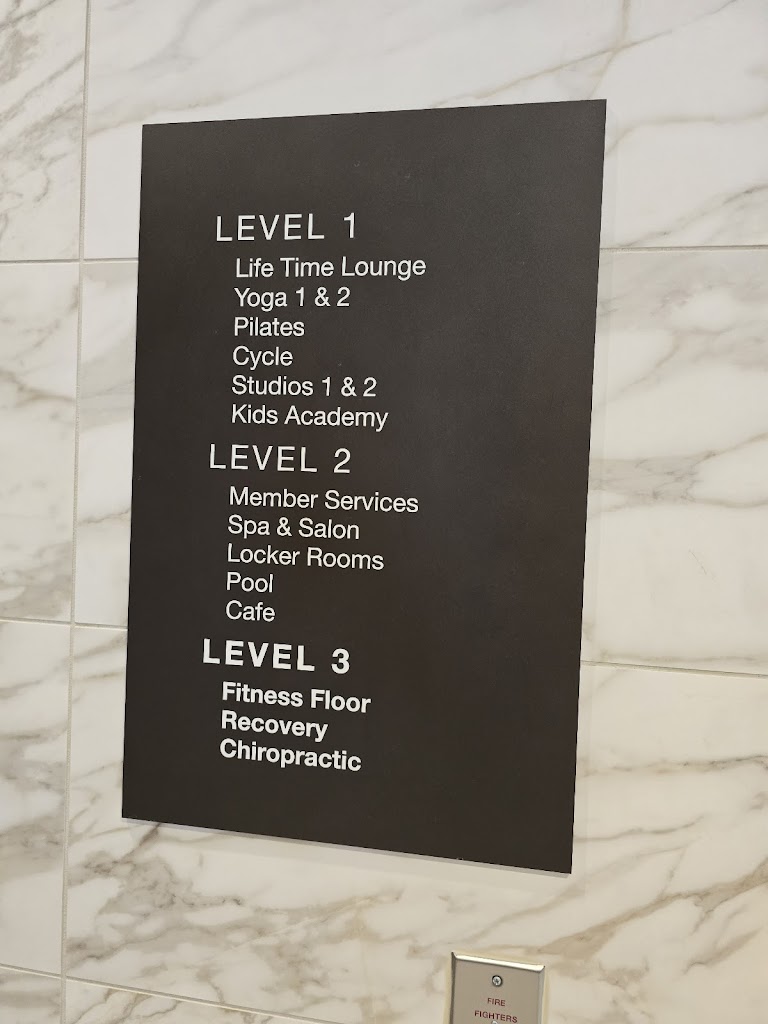 LEVEL 1
Life Time Lounge
Yoga 1 & 2
Pilates
Cycle
Studios 1 & 2
Kids Academy
LEVEL 2
Member Services
Spa & Salon
Locker Rooms
Pool
Cafe
LEVEL 3
Fitness Floor
Recovery
Chiropractic
FIRE
FIGHTERS